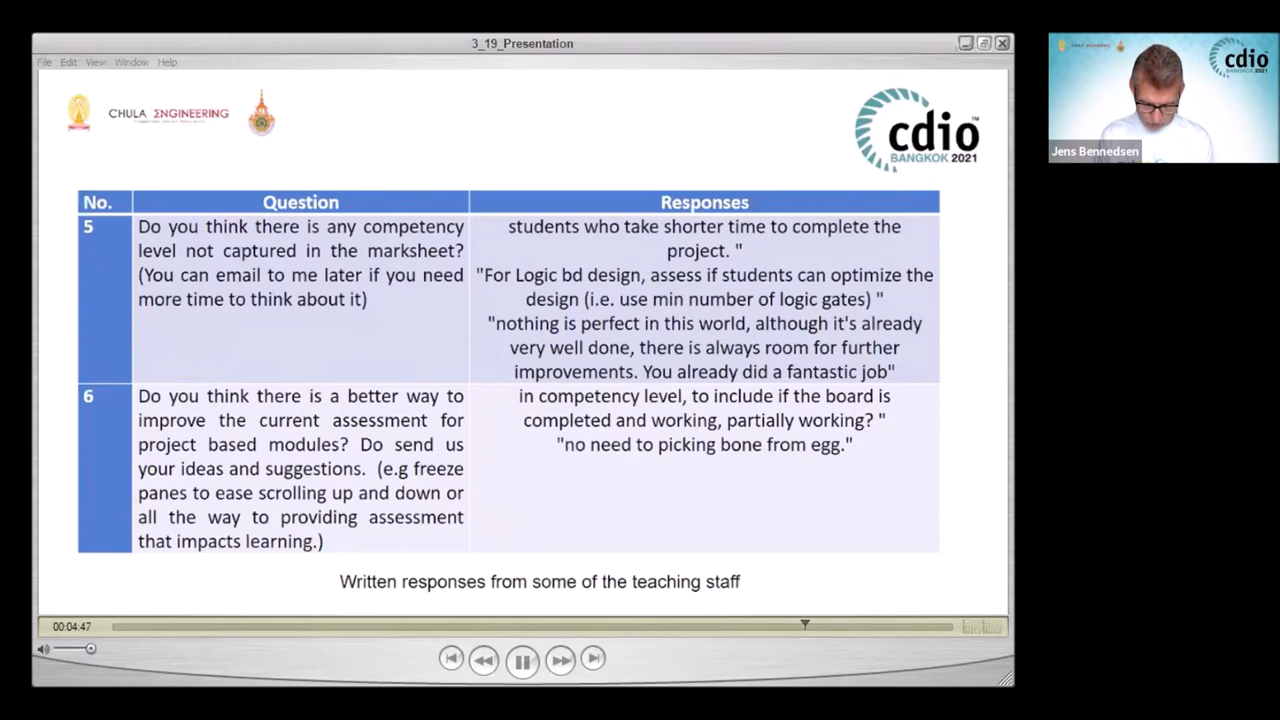 3_19_Presentation
File Edit View Window Help
CHULA ΣNGINEERING
cdio
BANGKOK 2021
No. Question Responses
5
Do you think there is any competency
level not captured in the marksheet?
(You can email to me later if you need
more time to think about it)
students who take shorter time to complete the
project. "
"For Logic bd design, assess if students can optimize the
design (i.e. use min number of logic gates) "
"nothing is perfect in this world, although it's already
very well done, there is always room for further
improvements. You already did a fantastic job"
6
Do you think there is a better way to
improve the current assessment for
project based modules? Do send us
your ideas and suggestions. (e.g freeze
panes to ease scrolling up and down or
all the way to providing assessment
that impacts learning.)
in competency level, to include if the board is
completed and working, partially working? "
"no need to picking bone from egg."
Written responses from some of the teaching staff
00:04:47
cdio
BANGKOK 2021
Jens Bennedsen